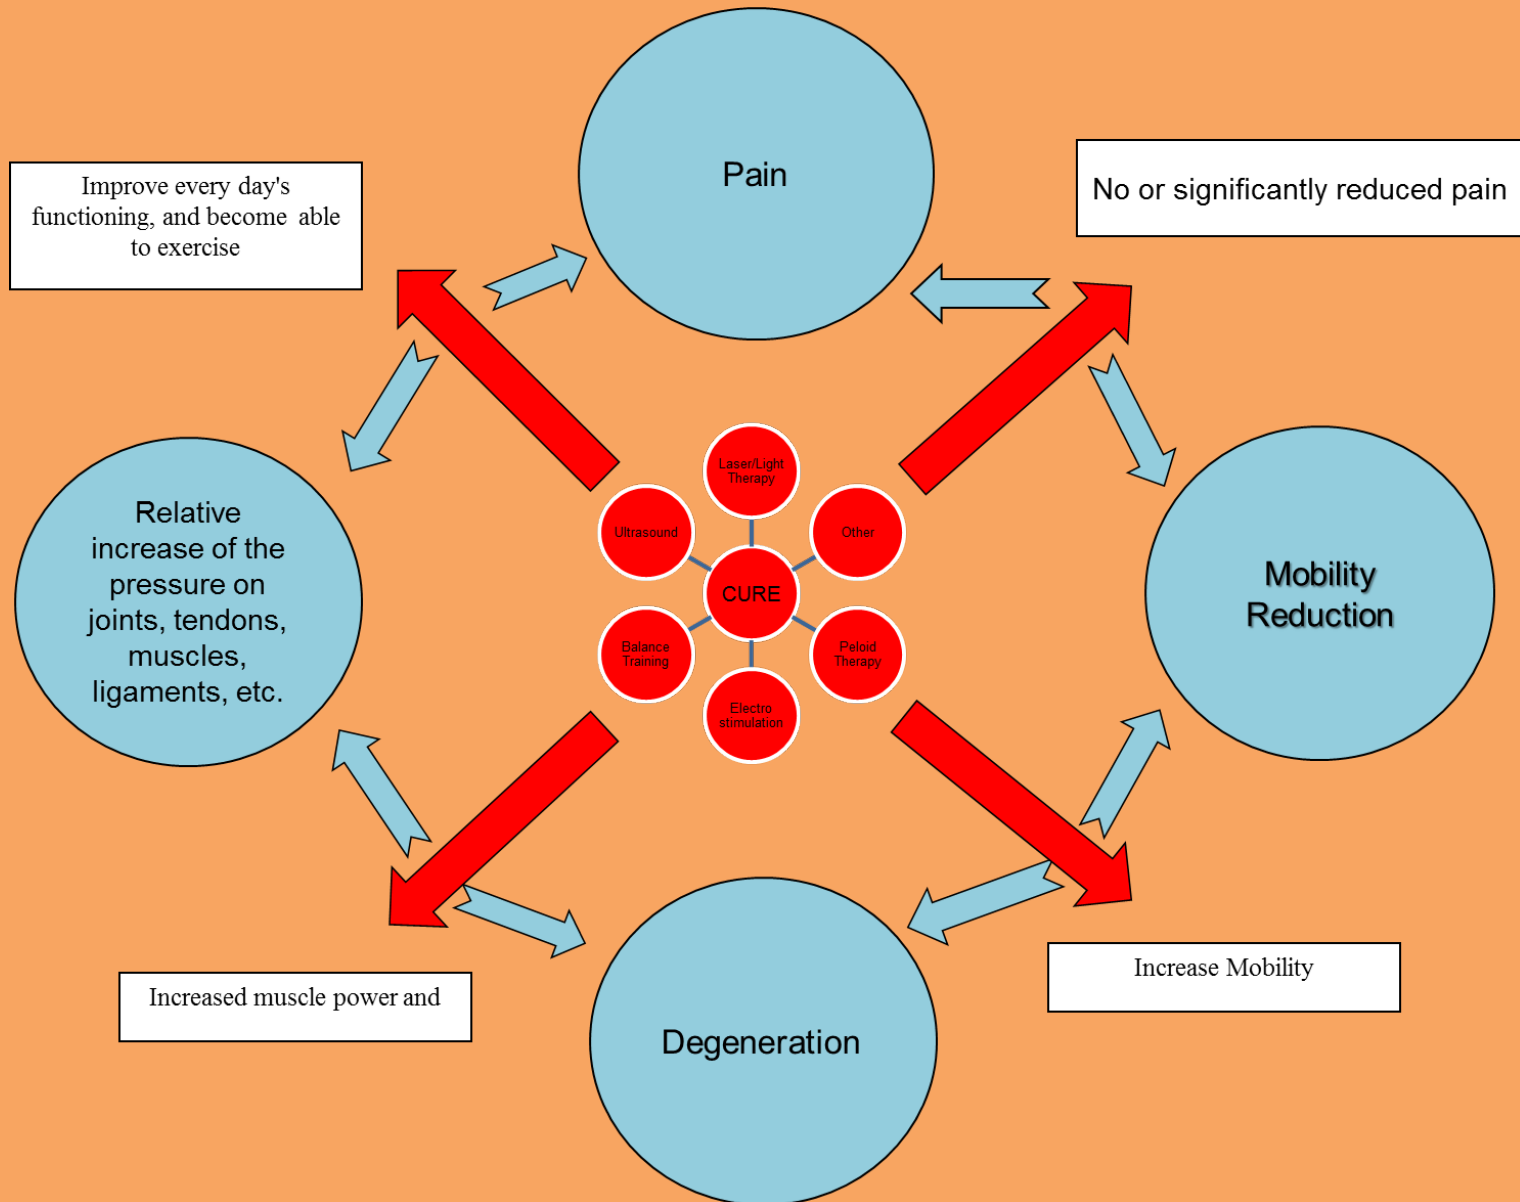 Pain
Improve every day's
functioning, and become able
to exercise
No or significantly reduced pain
Laser/Light
Therapy
Ultrasound
Other
CURE
Balance
Training
Peloid
Therapy
Electro
stimulation
Relative
increase of the
pressure on
joints, tendons,
muscles,
ligaments, etc.
Mobility
Reduction
Increased muscle power and
Increase Mobility
Degeneration